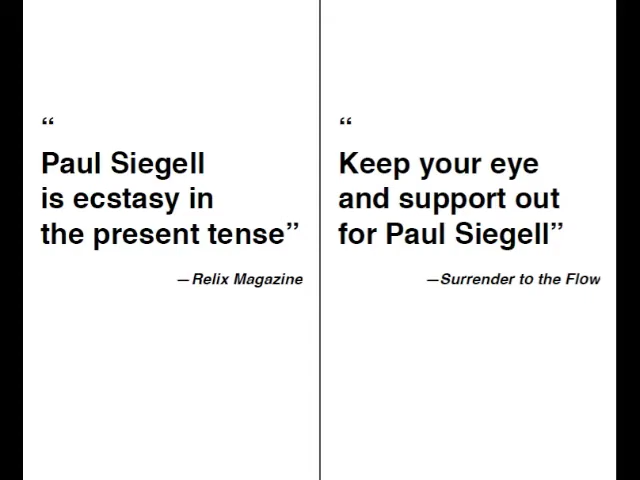 “
Paul Siegell
is ecstasy in
the present tense”
—Relix Magazine
“
Keep your eye
and support out
for Paul Siegell”
—Surrender to the Flow